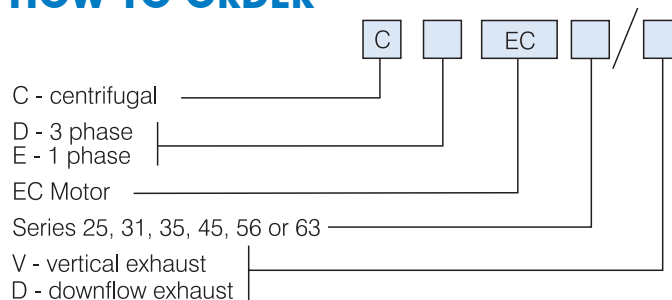 HOW TO ORDER
C EC /
C - centrifugal
D - 3 phase
E - 1 phase
EC Motor
Series 25, 31, 35, 45, 56 or 63
V - vertical exhaust
D - downflow exhaust